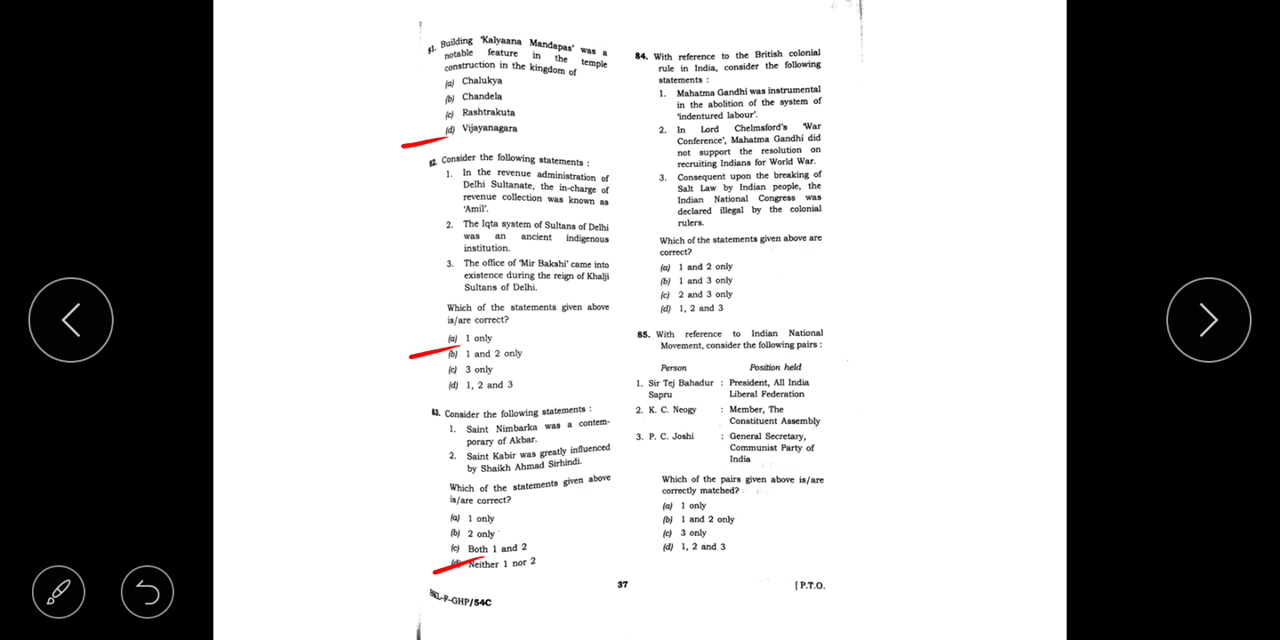 81. Building 'Kalyaana Mandapas' was a
notable feature in the temple
construction in the kingdom of
(a) Chalukya
(b) Chandela
(c) Rashtrakuta
(d) Vijayanagara
82. Consider the following statements :
1. In the revenue administration of
Delhi Sultanate, the in-charge of
revenue collection was known as
'Amil'.
2. The Iqta system of Sultans of Delhi
was an ancient indigenous
institution.
3. The office of 'Mir Bakshi' came into
existence during the reign of Khalji
Sultans of Delhi.
Which of the statements given above
is/are correct?
(a) 1 only
(b) 1 and 2 only
(c) 3 only
(d) 1, 2 and 3
83. Consider the following statements :
1. Saint Nimbarka was a contem-
porary of Akbar.
2. Saint Kabir was greatly influenced
by Shaikh Ahmad Sirhindi.
Which of the statements given above
is/are correct?
(a) 1 only
(b) 2 only
(c) Both 1 and 2
(d) Neither 1 nor 2
84. With reference to the British colonial
rule in India, consider the following
statements :
1. Mahatma Gandhi was instrumental
in the abolition of the system of
'indentured labour'.
2. In Lord Chelmsford's 'War
Conference', Mahatma Gandhi did
not support the resolution on
recruiting Indians for World War.
3. Consequent upon the breaking of
Salt Law by Indian people, the
Indian National Congress was
declared illegal by the colonial
rulers.
Which of the statements given above are
correct?
(a) 1 and 2 only
(b) 1 and 3 only
(c) 2 and 3 only
(d) 1, 2 and 3
85. With reference to Indian National
Movement, consider the following pairs :
Person Position held
1. Sir Tej Bahadur : President, All India
Sapru Liberal Federation
2. K. C. Neogy : Member, The
Constituent Assembly
3. P. C. Joshi : General Secretary,
Communist Party of
India
Which of the pairs given above is/are
correctly matched?
(a) 1 only
(b) 1 and 2 only
(c) 3 only
(d) 1, 2 and 3
37
[ P.T.O.
P-GHP/54C